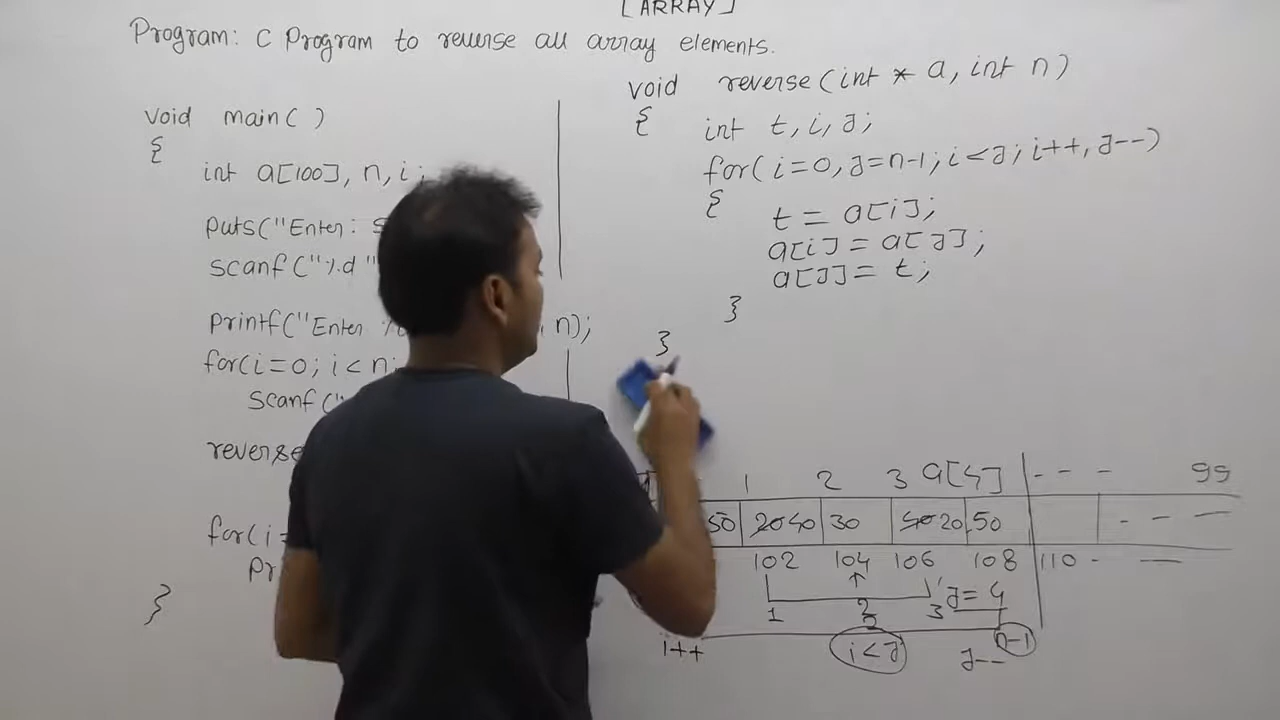 [ARRAY]
Program: C Program to reverse all array elements.
void main( )
{
int a[100], n, i;
puts("Enter:
scanf("%d"
printf("Enter
, n);
for(i=0; i<n;
scanf("
reverse
for(i=
Pr
}
void reverse(int * a, int n)
{
int t, i, J;
for(i=0, J=n-1; i<J; i++, J--)
{
t = a[i];
a[i] = a[J];
a[J] = t;
}
}
1 2 3 a[4] - - - 99
50 20 40 30 40 20 50 - - -
102 104 106 108 110 - -
J= 4
1 2 3
i++ i<J J-- n-1